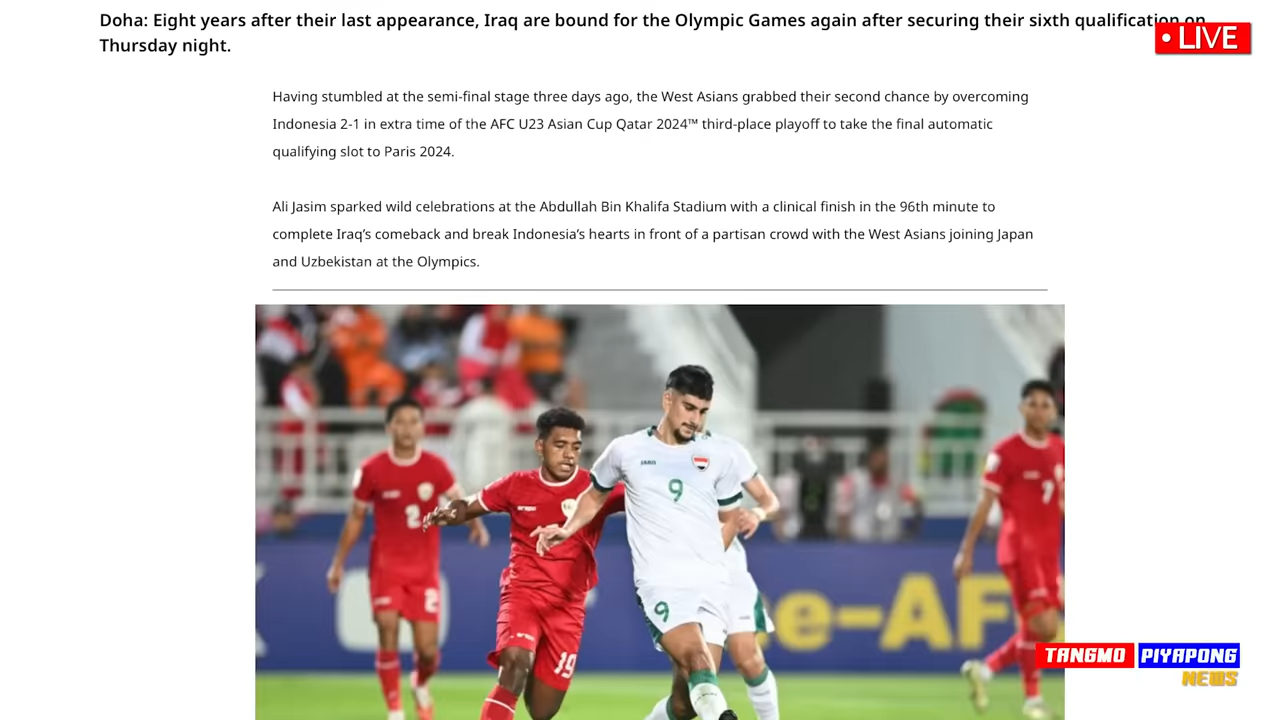 Doha: Eight years after their last appearance, Iraq are bound for the Olympic Games again after securing their sixth qualification on
Thursday night.
• LIVE
Having stumbled at the semi-final stage three days ago, the West Asians grabbed their second chance by overcoming
Indonesia 2-1 in extra time of the AFC U23 Asian Cup Qatar 2024™ third-place playoff to take the final automatic
qualifying slot to Paris 2024.
Ali Jasim sparked wild celebrations at the Abdullah Bin Khalifa Stadium with a clinical finish in the 96th minute to
complete Iraq’s comeback and break Indonesia’s hearts in front of a partisan crowd with the West Asians joining Japan
and Uzbekistan at the Olympics.
JAKO
9
2
7
9
2
19
e-AF
TANGMO PIYAPONG
NEWS